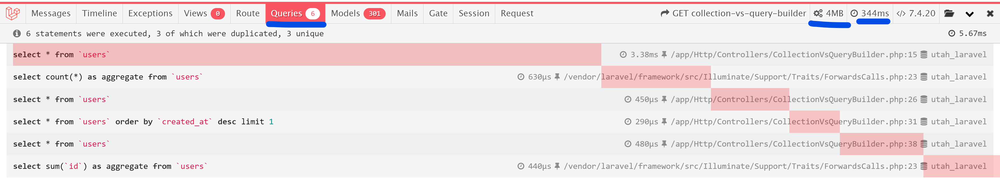 Messages Timeline Exceptions Views 0 Route Queries 6 Models 301 Mails Gate Session Request GET collection-vs-query-builder 4MB 344ms </> 7.4.20
6 statements were executed, 3 of which were duplicated, 3 unique 5.67ms
select * from `users` 3.38ms /app/Http/Controllers/CollectionVsQueryBuilder.php:15 utah_laravel
select count(*) as aggregate from `users` 630μs /vendor/laravel/framework/src/Illuminate/Support/Traits/ForwardsCalls.php:23 utah_laravel
select * from `users` 450μs /app/Http/Controllers/CollectionVsQueryBuilder.php:26 utah_laravel
select * from `users` order by `created_at` desc limit 1 290μs /app/Http/Controllers/CollectionVsQueryBuilder.php:31 utah_laravel
select * from `users` 480μs /app/Http/Controllers/CollectionVsQueryBuilder.php:38 utah_laravel
select sum(`id`) as aggregate from `users` 440μs /vendor/laravel/framework/src/Illuminate/Support/Traits/ForwardsCalls.php:23 utah_laravel